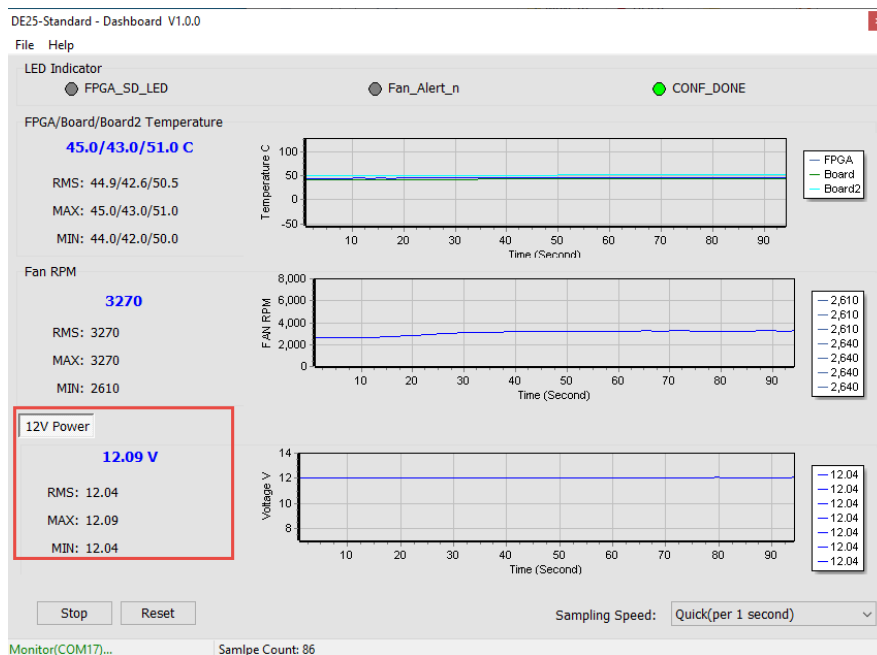 DE25-Standard - Dashboard V1.0.0
File Help
LED Indicator
FPGA_SD_LED Fan_Alert_n CONF_DONE
FPGA/Board/Board2 Temperature
45.0/43.0/51.0 C
RMS: 44.9/42.6/50.5
MAX: 45.0/43.0/51.0
MIN: 44.0/42.0/50.0
Temperature C
100
50
0
-50
10 20 30 40 50 60 70 80 90
Time (Second)
FPGA
Board
Board2
Fan RPM
3270
RMS: 3270
MAX: 3270
MIN: 2610
FAN RPM
8,000
6,000
4,000
2,000
0
10 20 30 40 50 60 70 80 90
Time (Second)
2,610
2,610
2,610
2,640
2,640
2,640
2,640
12V Power
12.09 V
RMS: 12.04
MAX: 12.09
MIN: 12.04
Voltage V
14
12
10
8
10 20 30 40 50 60 70 80 90
Time (Second)
12.04
12.04
12.04
12.04
12.04
12.04
12.04
Stop Reset
Sampling Speed: Quick(per 1 second)
Monitor(COM17)... Samlpe Count: 86